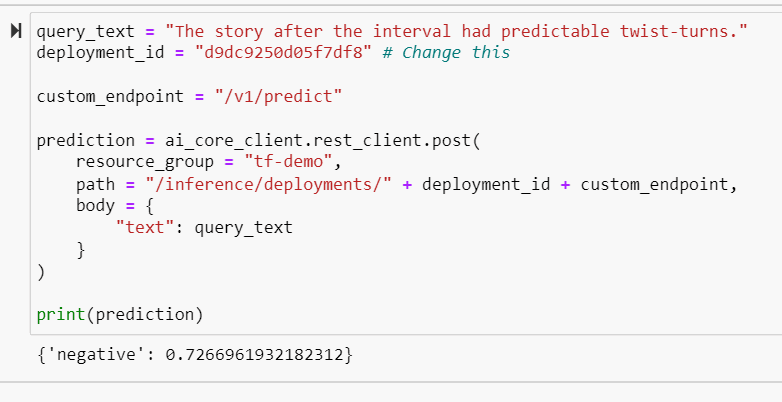 query_text = "The story after the interval had predictable twist-turns."
deployment_id = "d9dc9250d05f7df8" # Change this
custom_endpoint = "/v1/predict"
prediction = ai_core_client.rest_client.post(
    resource_group = "tf-demo",
    path = "/inference/deployments/" + deployment_id + custom_endpoint,
    body = {
        "text": query_text
    }
)
print(prediction)
{'negative': 0.7266961932182312}